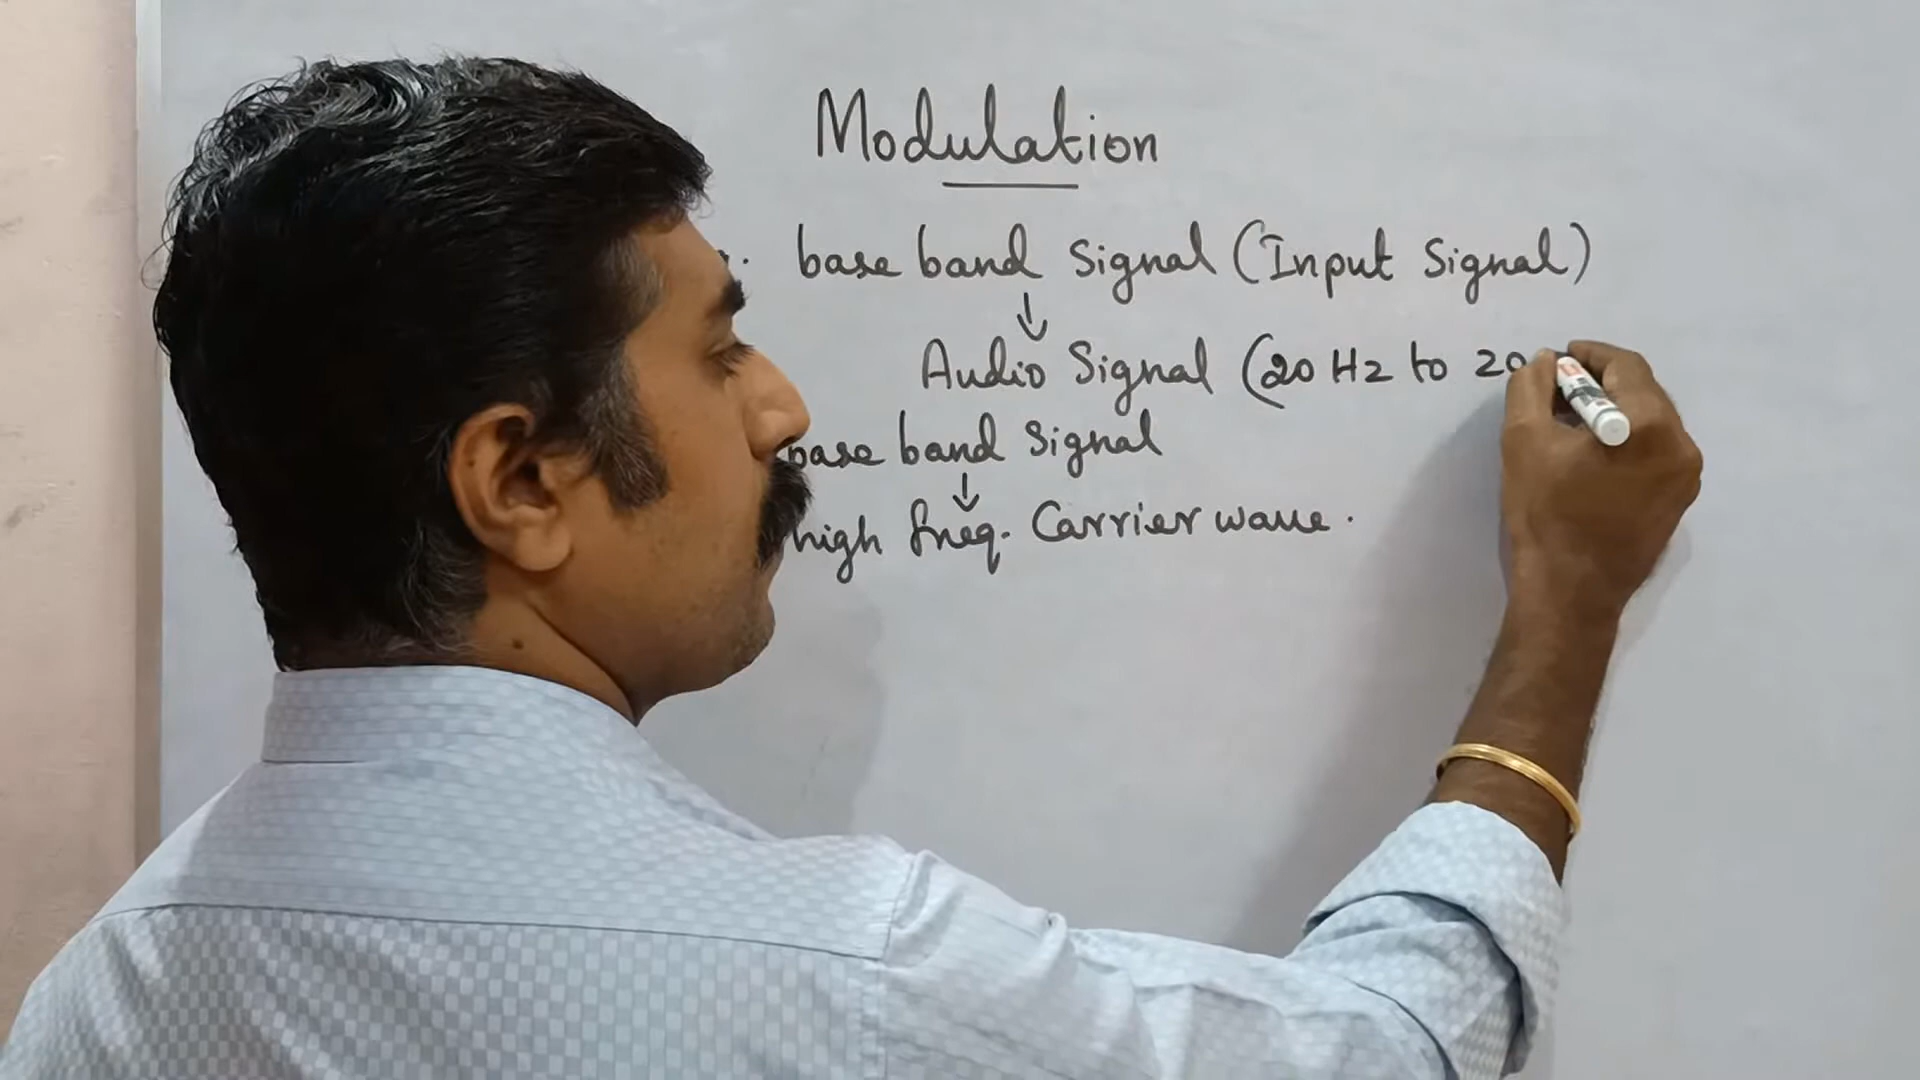 Modulation
base band Signal (Input Signal)
↓
Audio Signal (20 Hz to 20
base band Signal
↓
high freq. Carrier wave.